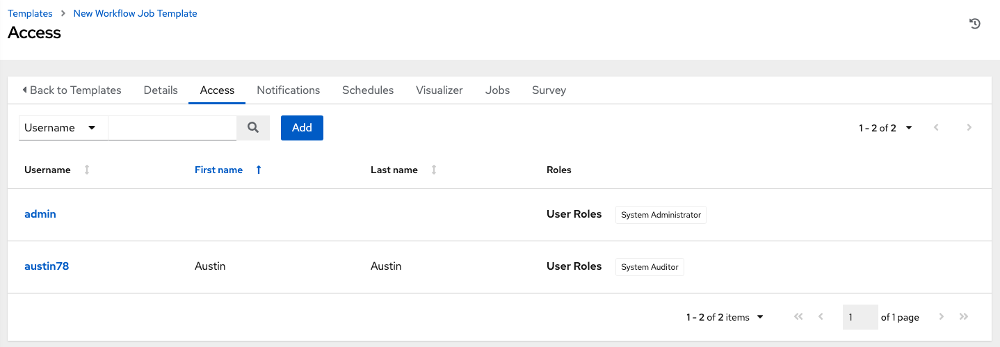 Templates New Workflow Job Template
Access
Back to Templates Details Access Notifications Schedules Visualizer Jobs Survey
Username Add 1 - 2 of 2
Username First name Last name Roles
admin User Roles System Administrator
austin78 Austin Austin User Roles System Auditor
1 - 2 of 2 items 1 of 1 page